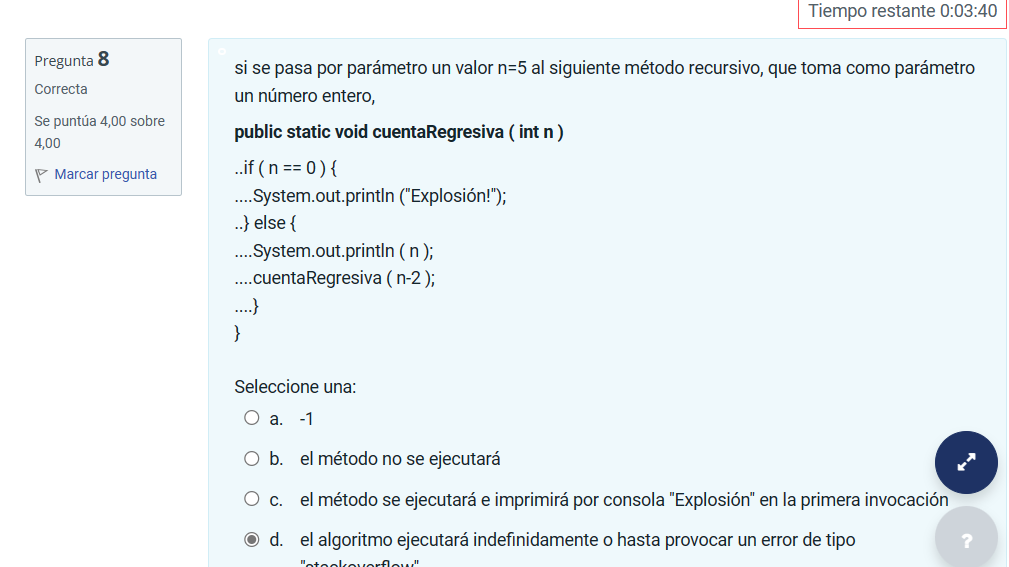 Tiempo restante 0:03:40
Pregunta 8
Correcta
Se puntúa 4,00 sobre
4,00
Marcar pregunta
si se pasa por parámetro un valor n=5 al siguiente método recursivo, que toma como parámetro
un número entero,
public static void cuentaRegresiva ( int n )
..if ( n == 0 ) {
....System.out.println ("Explosión!");
..} else {
....System.out.println ( n );
....cuentaRegresiva ( n-2 );
....}
}
Seleccione una:
a. -1
b. el método no se ejecutará
c. el método se ejecutará e imprimirá por consola "Explosión" en la primera invocación
d. el algoritmo ejecutará indefinidamente o hasta provocar un error de tipo
"stackoverflow"
?